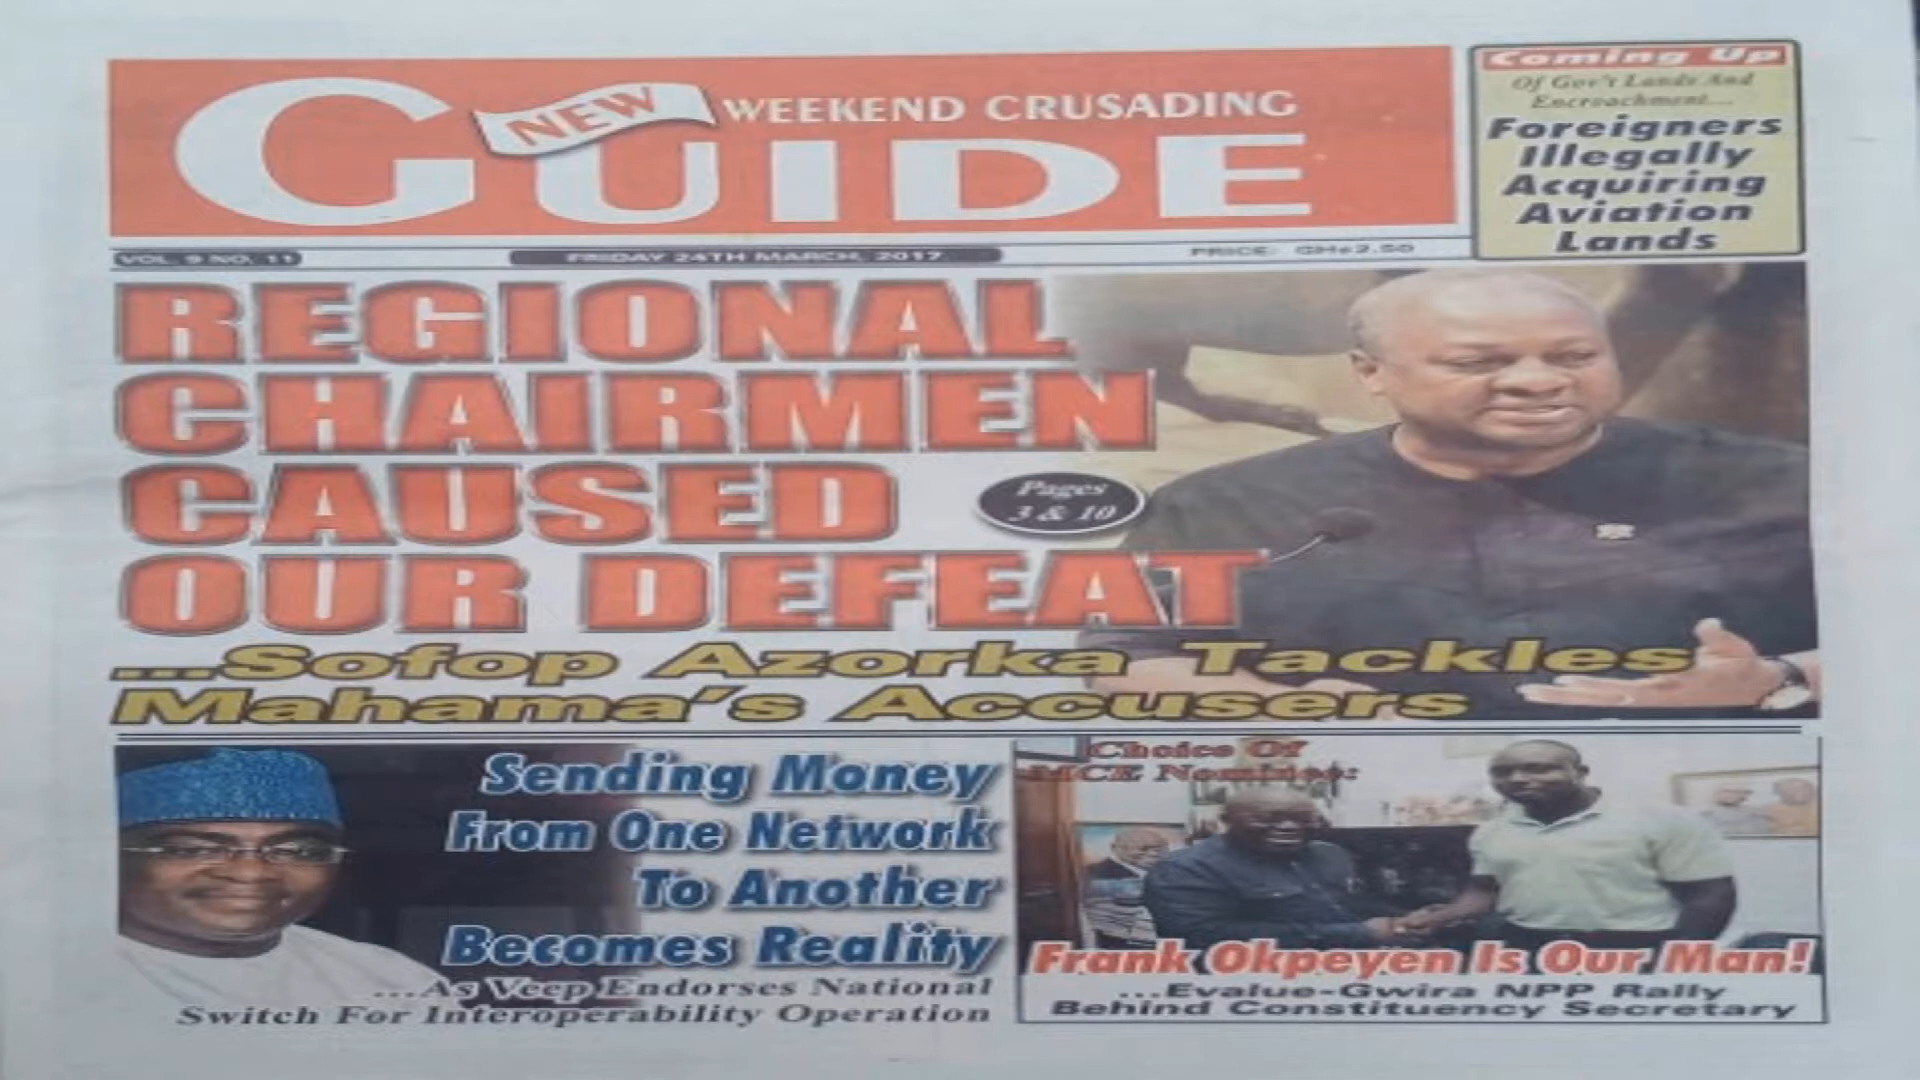 NEW
WEEKEND CRUSADING
GUIDE
Coming Up
Of Gov't Lands And
Encroachment...
Foreigners
Illegally
Acquiring
Aviation
Lands
VOL. 9 NO. 11
FRIDAY 24TH MARCH, 2017
PRICE: GH¢2.50
REGIONAL
CHAIRMEN
CAUSED
OUR DEFEAT
Pages
3 & 10
...Sofop Azorka Tackles
Mahama's Accusers
Sending Money
From One Network
To Another
Becomes Reality
...As Veep Endorses National
Switch For Interoperability Operation
Choice Of
MCE Nominee:
Frank Okpeyen Is Our Man!
...Evalue-Gwira NPP Rally
Behind Constituency Secretary